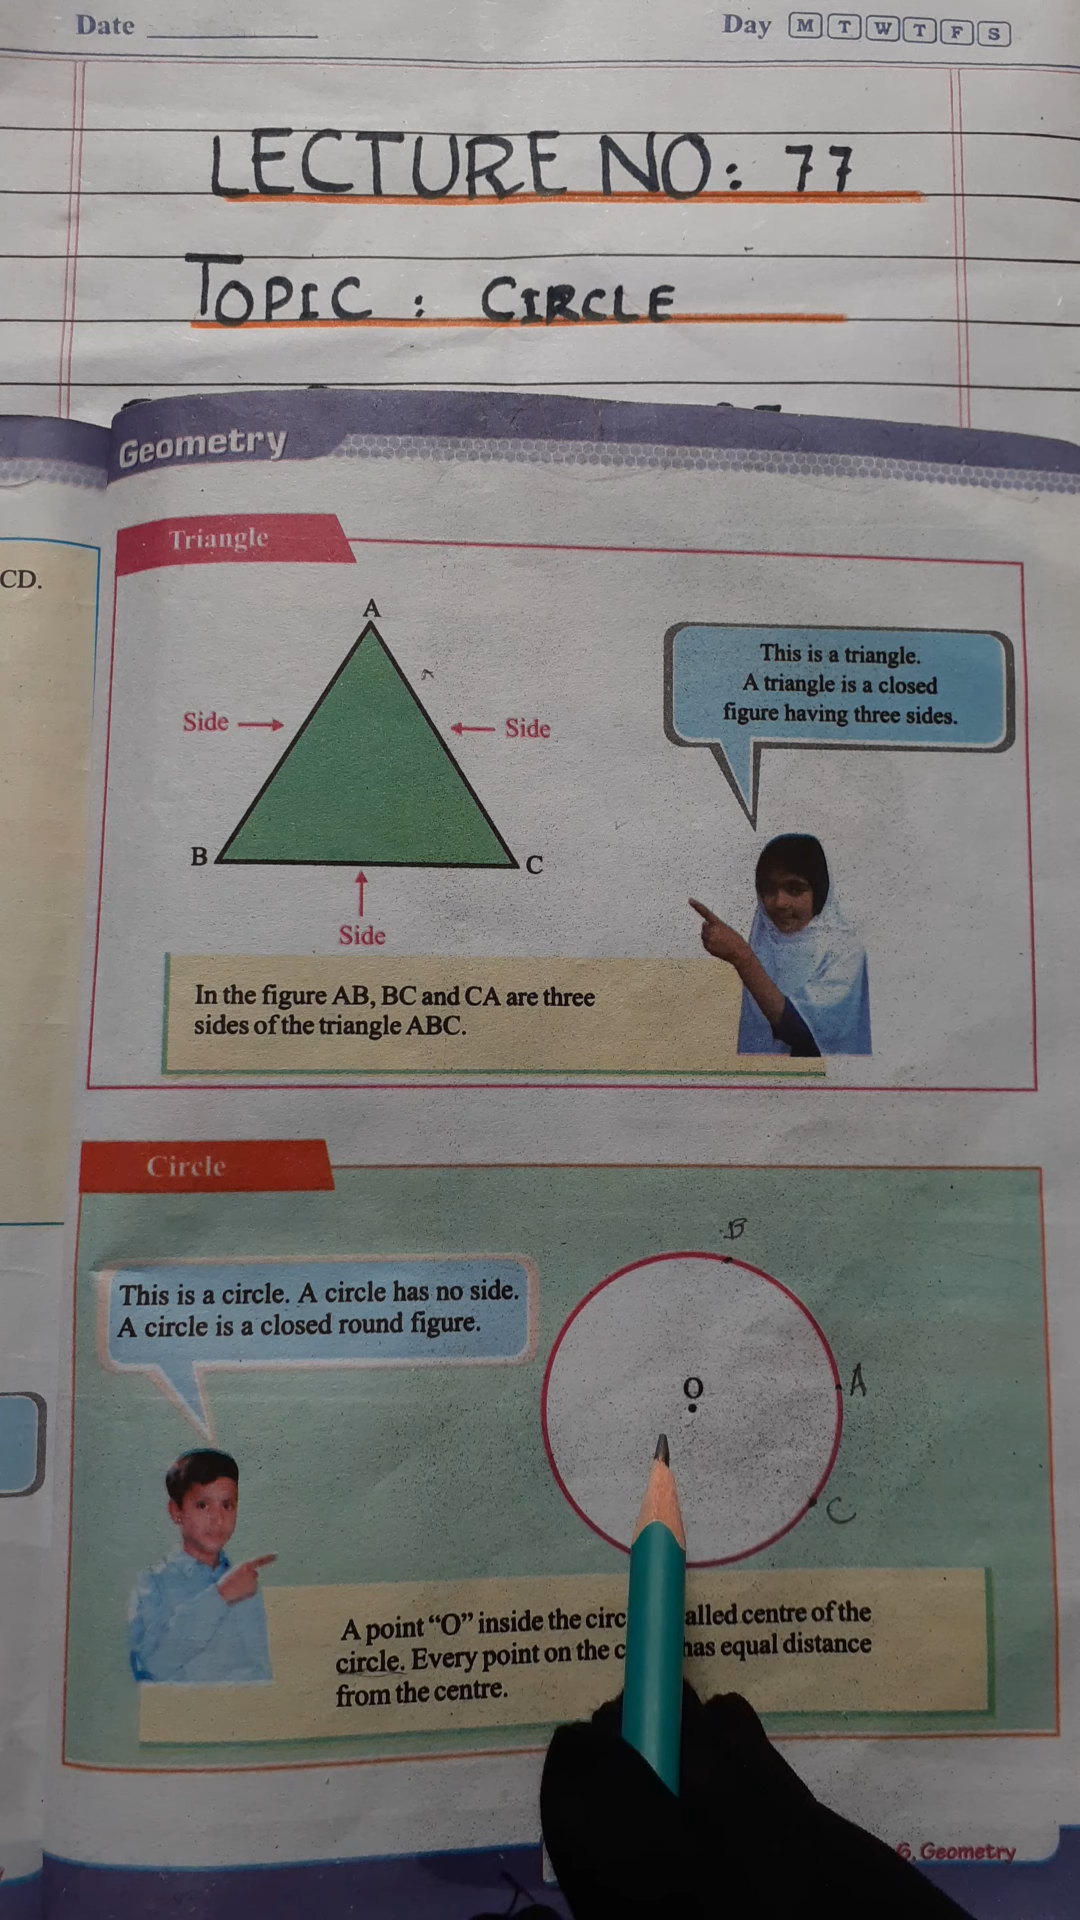 Date
Day M T W T F S
LECTURE NO: 77
TOPIC : CIRCLE
Geometry
Triangle
CD.
A
This is a triangle.
A triangle is a closed
figure having three sides.
Side
Side
B
C
Side
In the figure AB, BC and CA are three
sides of the triangle ABC.
Circle
B
This is a circle. A circle has no side.
A circle is a closed round figure.
A
O
C
A point “O” inside the circ alled centre of the
circle. Every point on the c has equal distance
from the centre.
6. Geometry